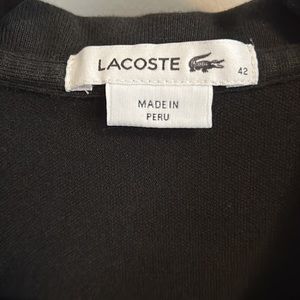 LACOSTE
42
MADE IN
PERU